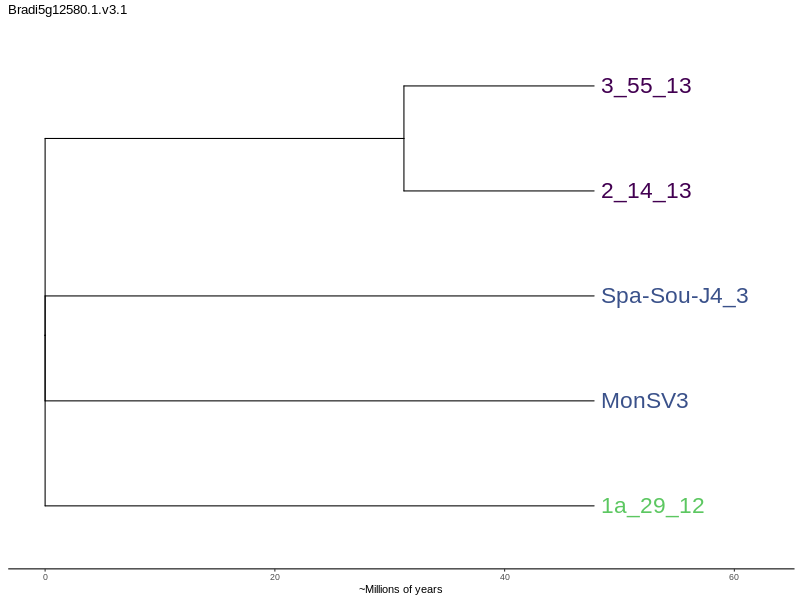 Bradi5g12580.1.v3.1
3_55_13
2_14_13
Spa-Sou-J4_3
MonSV3
1a_29_12
0 20 40 60
~Millions of years